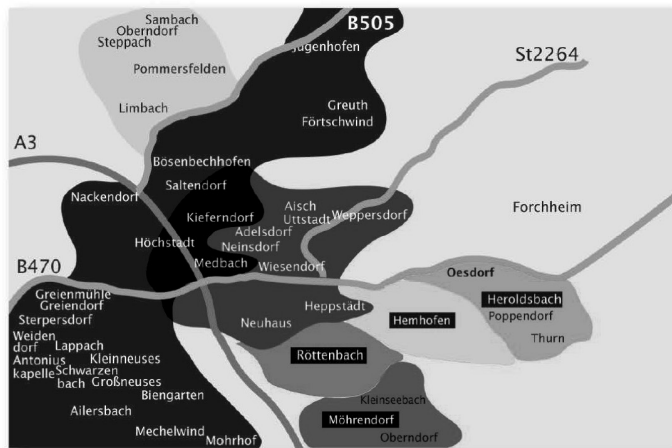 Sambach
Oberndorf
Steppach
B505
Jugenhofen
St2264
Pommersfelden
Limbach
Greuth
Förtschwind
A3
Bösenbechhofen
Saltendorf
Nackendorf
Aisch
Uttstadt
Weppersdorf
Forchheim
Kieferndorf
Adelsdorf
Höchstadt
Neinsdorf
Medbach
Wiesendorf
B470
Oesdorf
Greienmühle
Greiendorf
Heppstädt
Heroldsbach
Poppendorf
Sterpersdorf
Neuhaus
Hemhofen
Thurn
Weiden
dorf
Lappach
Antonius
kapelle
Kleinneuses
Röttenbach
Schwarzen
bach
Großneuses
Biengarten
Kleinseebach
Ailersbach
Möhrendorf
Mechelwind
Mohrhof
Oberndorf